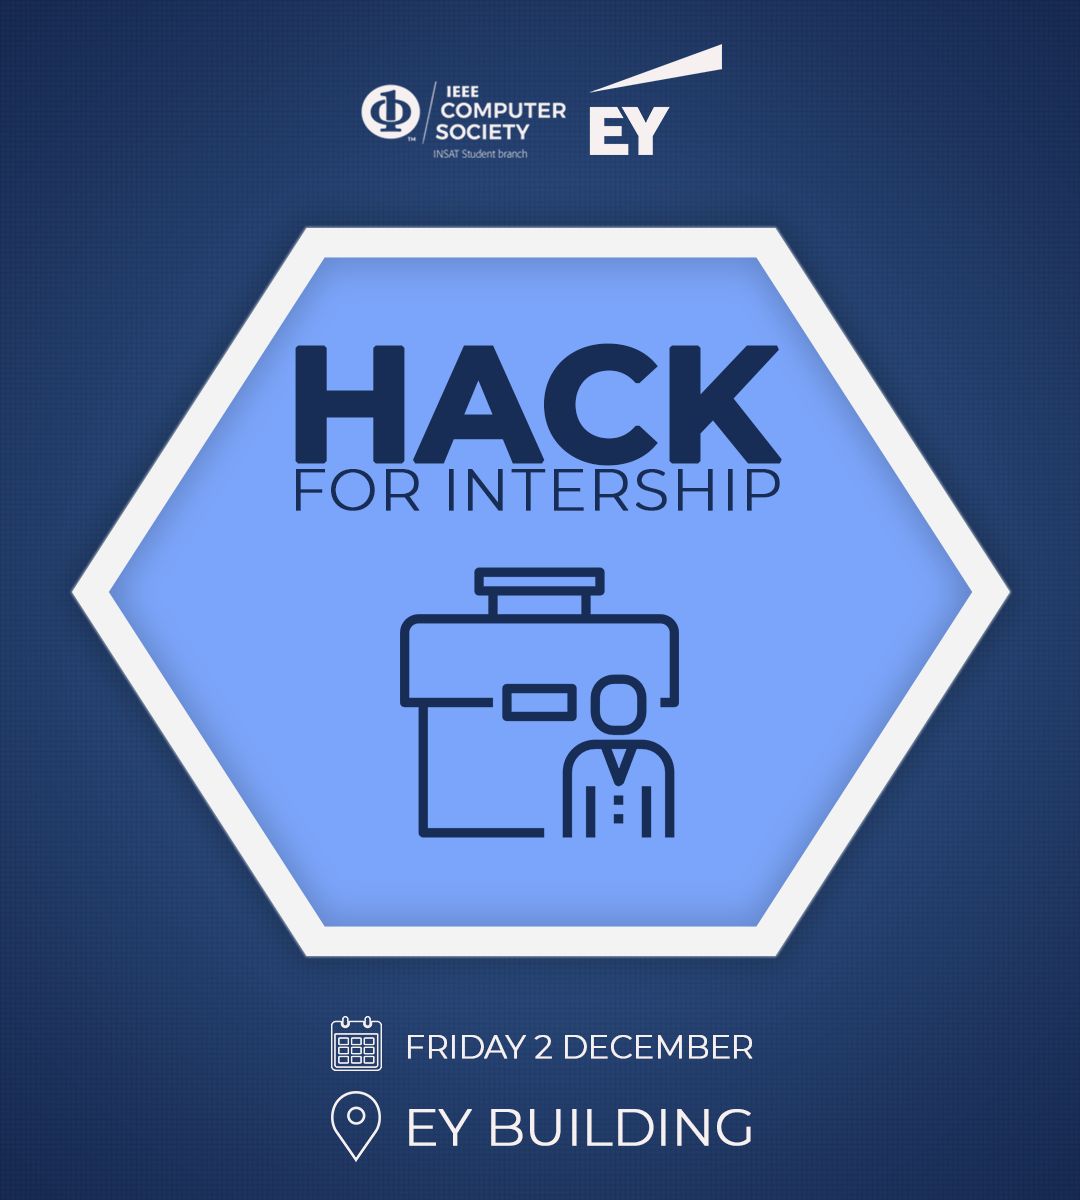 IEEE
COMPUTER
SOCIETY
INSAT Student branch
EY
HACK
FOR INTERSHIP
FRIDAY 2 DECEMBER
EY BUILDING